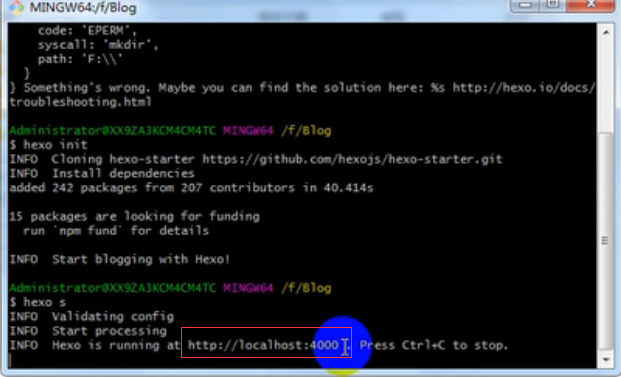 MINGW64:/f/Blog
code: 'EPERM',
syscall: 'mkdir',
path: 'F:\\'
}
} Something's wrong. Maybe you can find the solution here: %s http://hexo.io/docs/
troubleshooting.html
Administrator@XX9ZA3KCM4CM4TC MINGW64 /f/Blog
$ hexo init
INFO Cloning hexo-starter https://github.com/hexojs/hexo-starter.git
INFO Install dependencies
added 242 packages from 207 contributors in 40.414s
15 packages are looking for funding
run `npm fund` for details
INFO Start blogging with Hexo!
Administrator@XX9ZA3KCM4CM4TC MINGW64 /f/Blog
$ hexo s
INFO Validating config
INFO Start processing
INFO Hexo is running at http://localhost:4000 . Press Ctrl+C to stop.